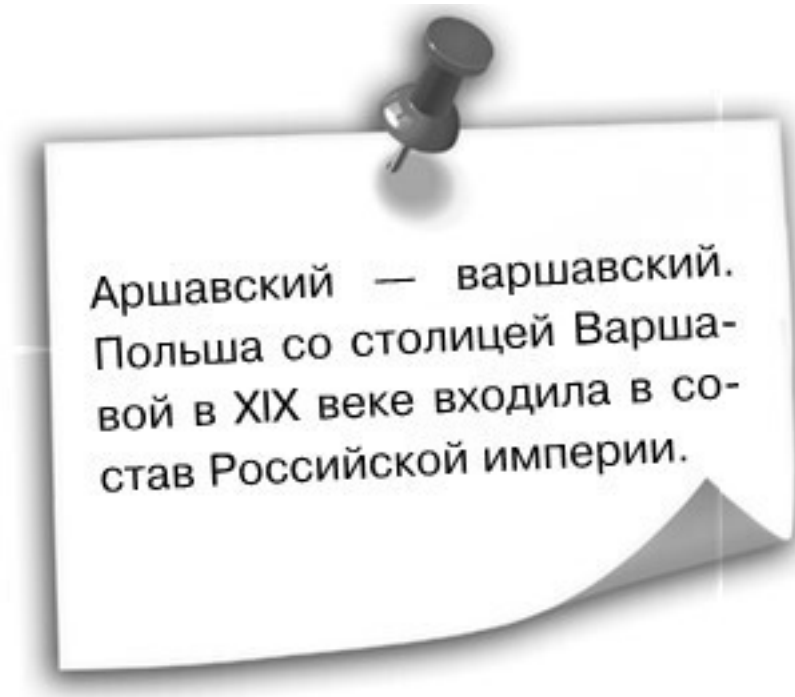 Аршавский — варшавский.
Польша со столицей Варша-
вой в XIX веке входила в со-
став Российской империи.